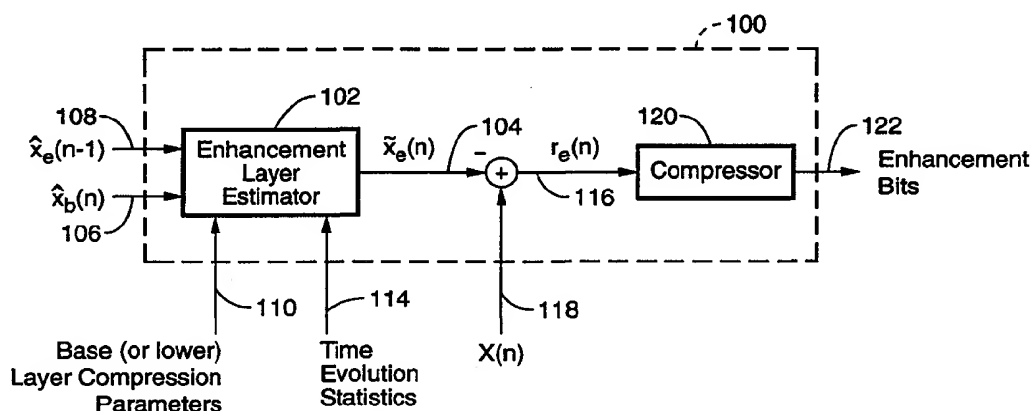 100
108
102
x̂e(n-1)
Enhancement
Layer
Estimator
x̃e(n)
104
−
+
re(n)
116
120
Compressor
122
Enhancement
Bits
x̂b(n)
106
110
114
118
Base (or lower)
Layer Compression
Parameters
Time
Evolution
Statistics
X(n)